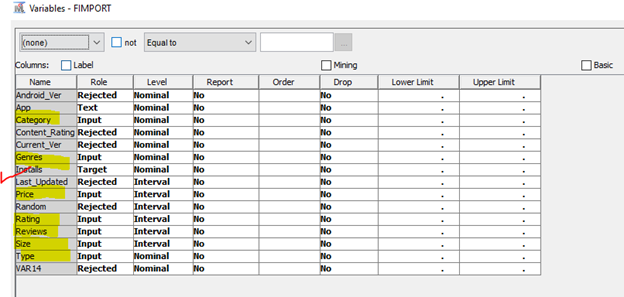 Variables - FIMPORT
(none) not Equal to ...
Columns: Label Mining Basic
Name Role Level Report Order Drop Lower Limit Upper Limit
Android_Ver Rejected Nominal No No . .
App Text Nominal No No . .
Category Input Nominal No No . .
Content_Rating Rejected Nominal No No . .
Current_Ver Rejected Nominal No No . .
Genres Input Nominal No No . .
Installs Target Nominal No No . .
Last_Updated Rejected Interval No No . .
Price Input Interval No No . .
Random Rejected Interval No No . .
Rating Input Interval No No . .
Reviews Input Interval No No . .
Size Input Interval No No . .
Type Input Nominal No No . .
VAR14 Rejected Nominal No No . .